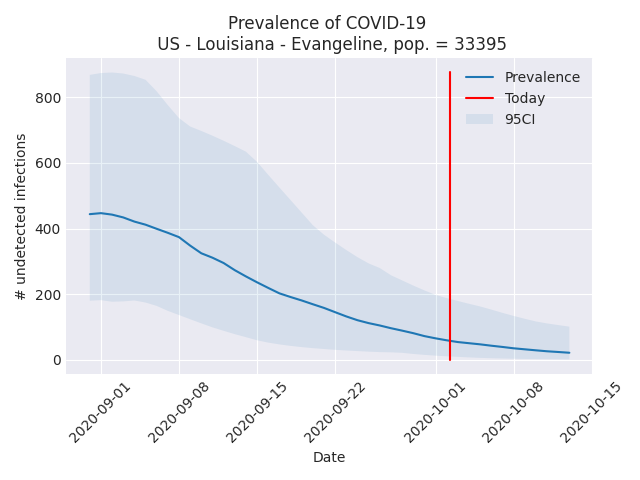 Prevalence of COVID-19
US - Louisiana - Evangeline, pop. = 33395
Prevalence
Today
95CI
# undetected infections
800
600
400
200
0
2020-09-01
2020-09-08
2020-09-15
2020-09-22
2020-10-01
2020-10-08
2020-10-15
Date